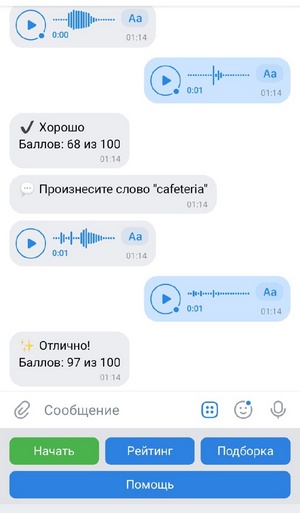 Aa
0:00
01:14
Aa
0:01
01:14
✔ Хорошо
Баллов: 68 из 100
01:14
💬 Произнесите слово "cafeteria"
01:14
Aa
0:01
01:14
Aa
0:01
01:14
✨ Отлично!
Баллов: 97 из 100
01:14
Сообщение
Начать Рейтинг Подборка
Помощь